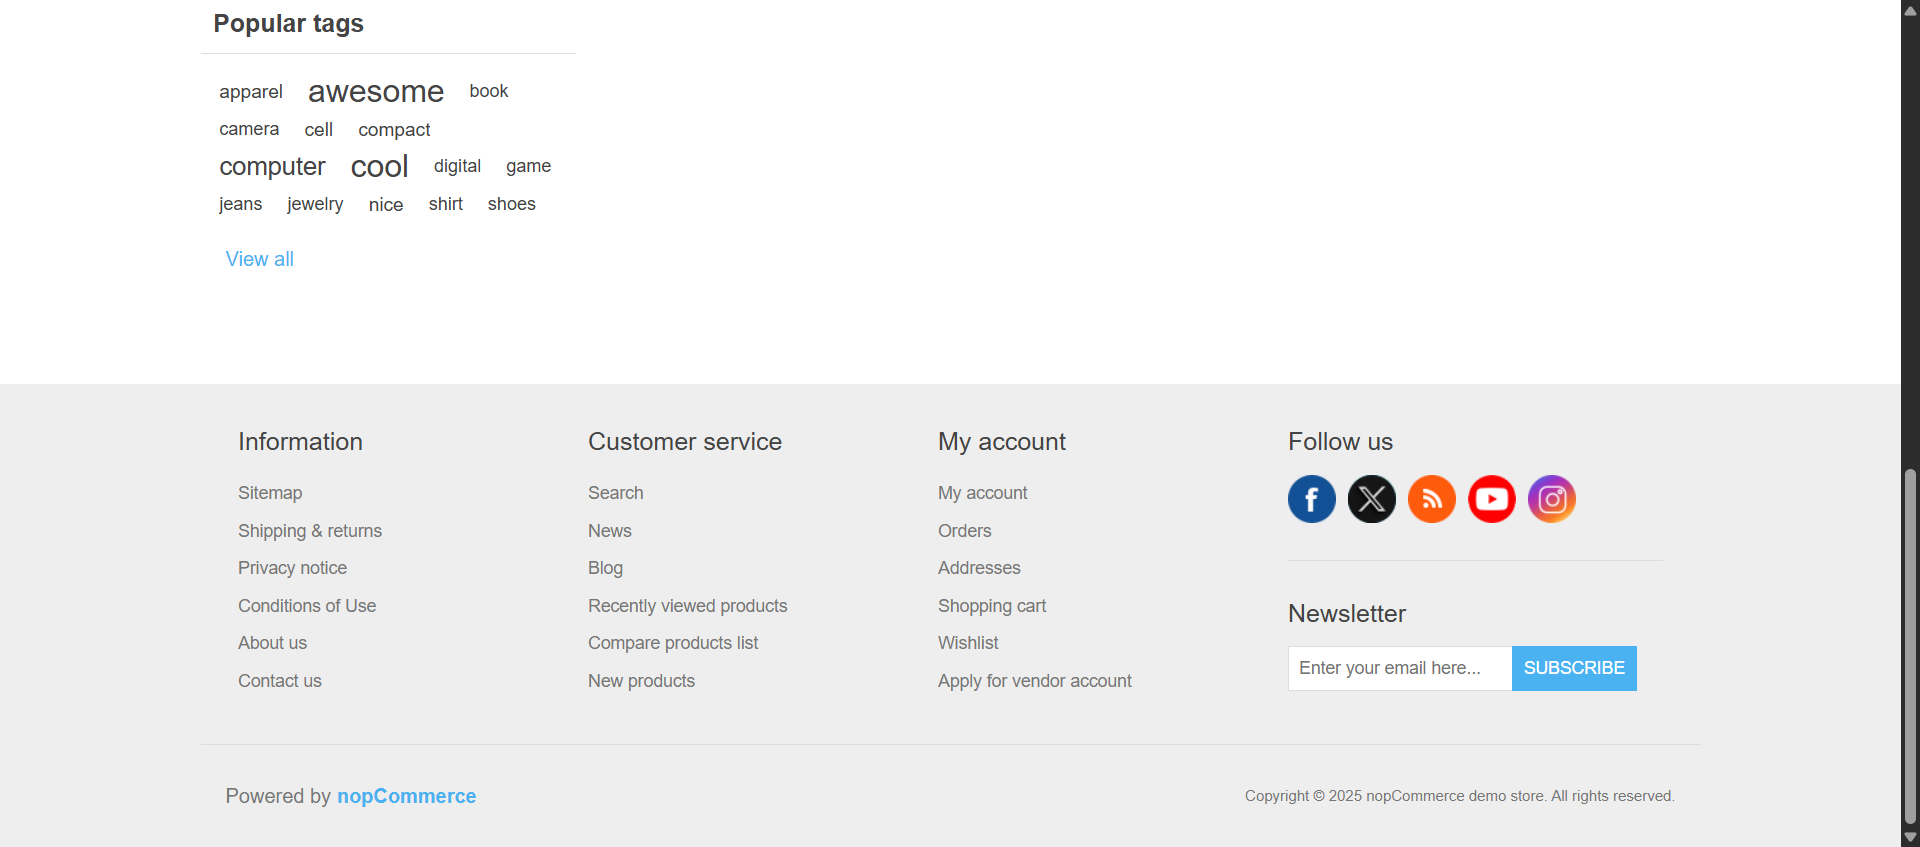 Popular tags
apparel awesome book
camera cell compact
computer cool digital game
jeans jewelry nice shirt shoes
View all
Information
Sitemap
Shipping & returns
Privacy notice
Conditions of Use
About us
Contact us
Customer service
Search
News
Blog
Recently viewed products
Compare products list
New products
My account
My account
Orders
Addresses
Shopping cart
Wishlist
Apply for vendor account
Follow us
Newsletter
Enter your email here... SUBSCRIBE
Powered by nopCommerce
Copyright © 2025 nopCommerce demo store. All rights reserved.